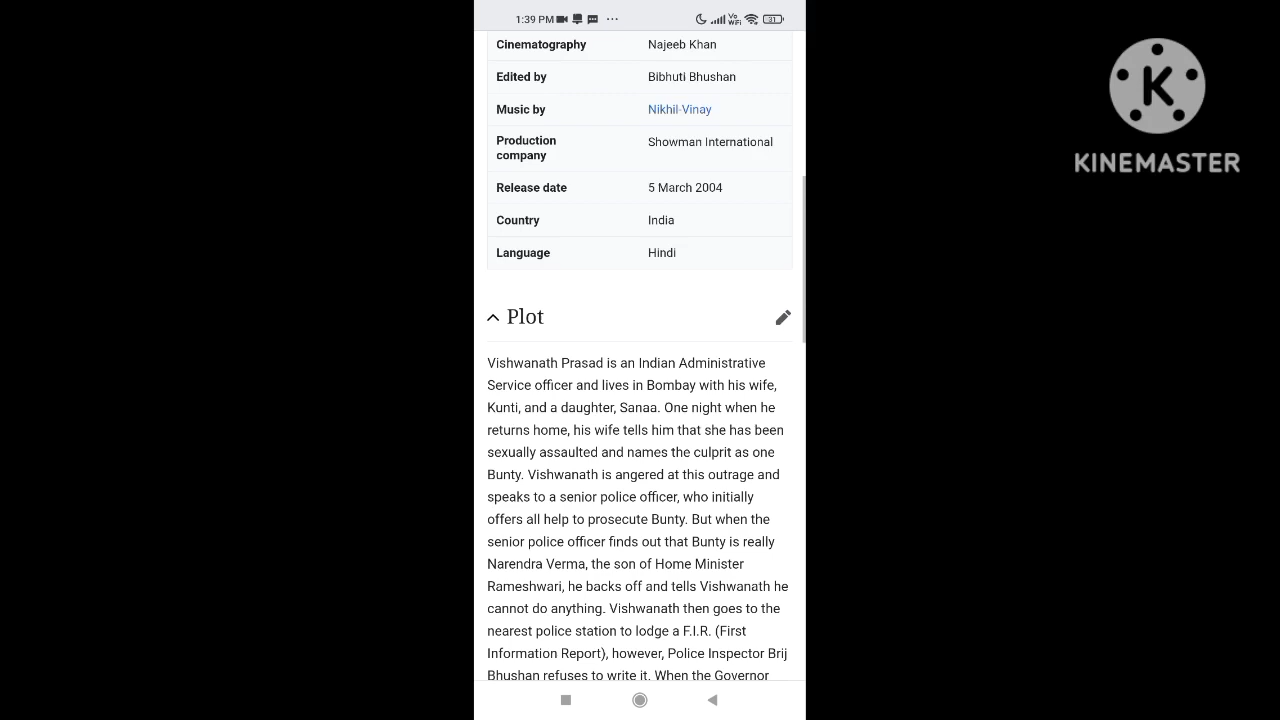 1:39 PM
Vo
WiFi
31
Cinematography Najeeb Khan
Edited by Bibhuti Bhushan
Music by Nikhil-Vinay
Production
company Showman International
Release date 5 March 2004
Country India
Language Hindi
Plot
Vishwanath Prasad is an Indian Administrative
Service officer and lives in Bombay with his wife,
Kunti, and a daughter, Sanaa. One night when he
returns home, his wife tells him that she has been
sexually assaulted and names the culprit as one
Bunty. Vishwanath is angered at this outrage and
speaks to a senior police officer, who initially
offers all help to prosecute Bunty. But when the
senior police officer finds out that Bunty is really
Narendra Verma, the son of Home Minister
Rameshwari, he backs off and tells Vishwanath he
cannot do anything. Vishwanath then goes to the
nearest police station to lodge a F.I.R. (First
Information Report), however, Police Inspector Brij
Bhushan refuses to write it. When the Governor
K
KINEMASTER